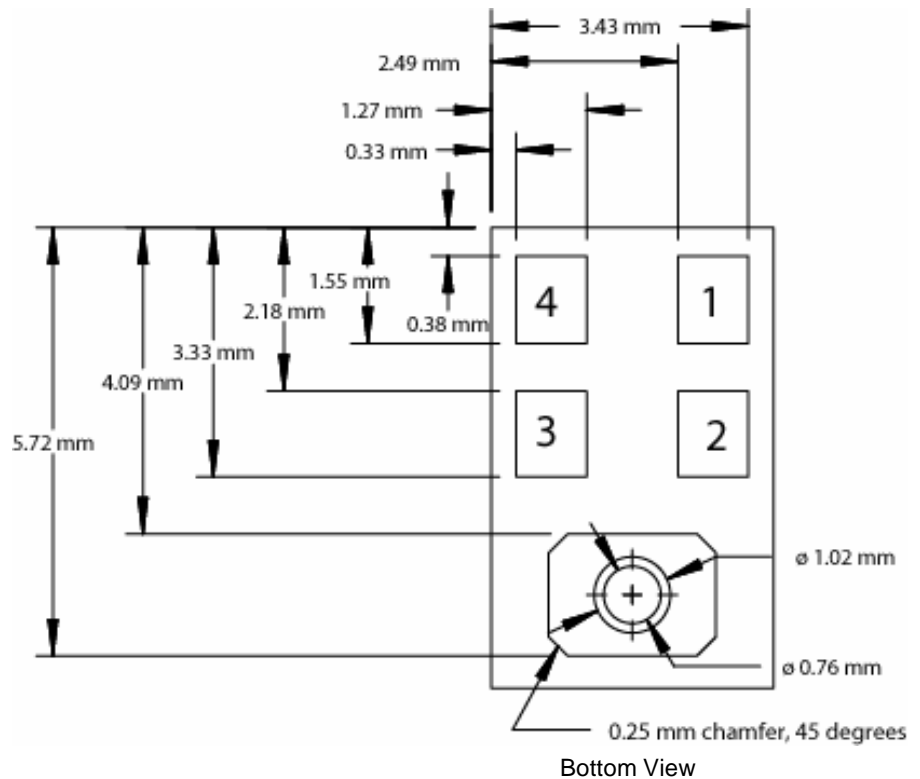 3.43 mm
2.49 mm
1.27 mm
0.33 mm
1.55 mm
4
1
2.18 mm
0.38 mm
3.33 mm
4.09 mm
5.72 mm
3
2
ø 1.02 mm
ø 0.76 mm
0.25 mm chamfer, 45 degrees
Bottom View